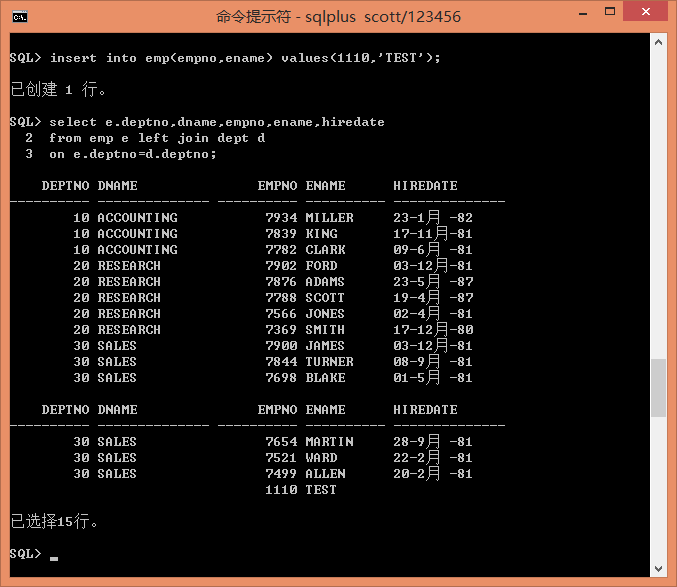 命令提示符 - sqlplus scott/123456
SQL> insert into emp(empno,ename) values(1110,'TEST');
已创建 1 行。
SQL> select e.deptno,dname,empno,ename,hiredate
  2  from emp e left join dept d
  3  on e.deptno=d.deptno;
    DEPTNO DNAME               EMPNO ENAME      HIREDATE
---------- -------------- ---------- ---------- --------------
        10 ACCOUNTING           7934 MILLER     23-1月 -82
        10 ACCOUNTING           7839 KING       17-11月-81
        10 ACCOUNTING           7782 CLARK      09-6月 -81
        20 RESEARCH             7902 FORD       03-12月-81
        20 RESEARCH             7876 ADAMS      23-5月 -87
        20 RESEARCH             7788 SCOTT      19-4月 -87
        20 RESEARCH             7566 JONES      02-4月 -81
        20 RESEARCH             7369 SMITH      17-12月-80
        30 SALES                7900 JAMES      03-12月-81
        30 SALES                7844 TURNER     08-9月 -81
        30 SALES                7698 BLAKE      01-5月 -81
    DEPTNO DNAME               EMPNO ENAME      HIREDATE
---------- -------------- ---------- ---------- --------------
        30 SALES                7654 MARTIN     28-9月 -81
        30 SALES                7521 WARD       22-2月 -81
        30 SALES                7499 ALLEN      20-2月 -81
                                1110 TEST
已选择15行。
SQL>